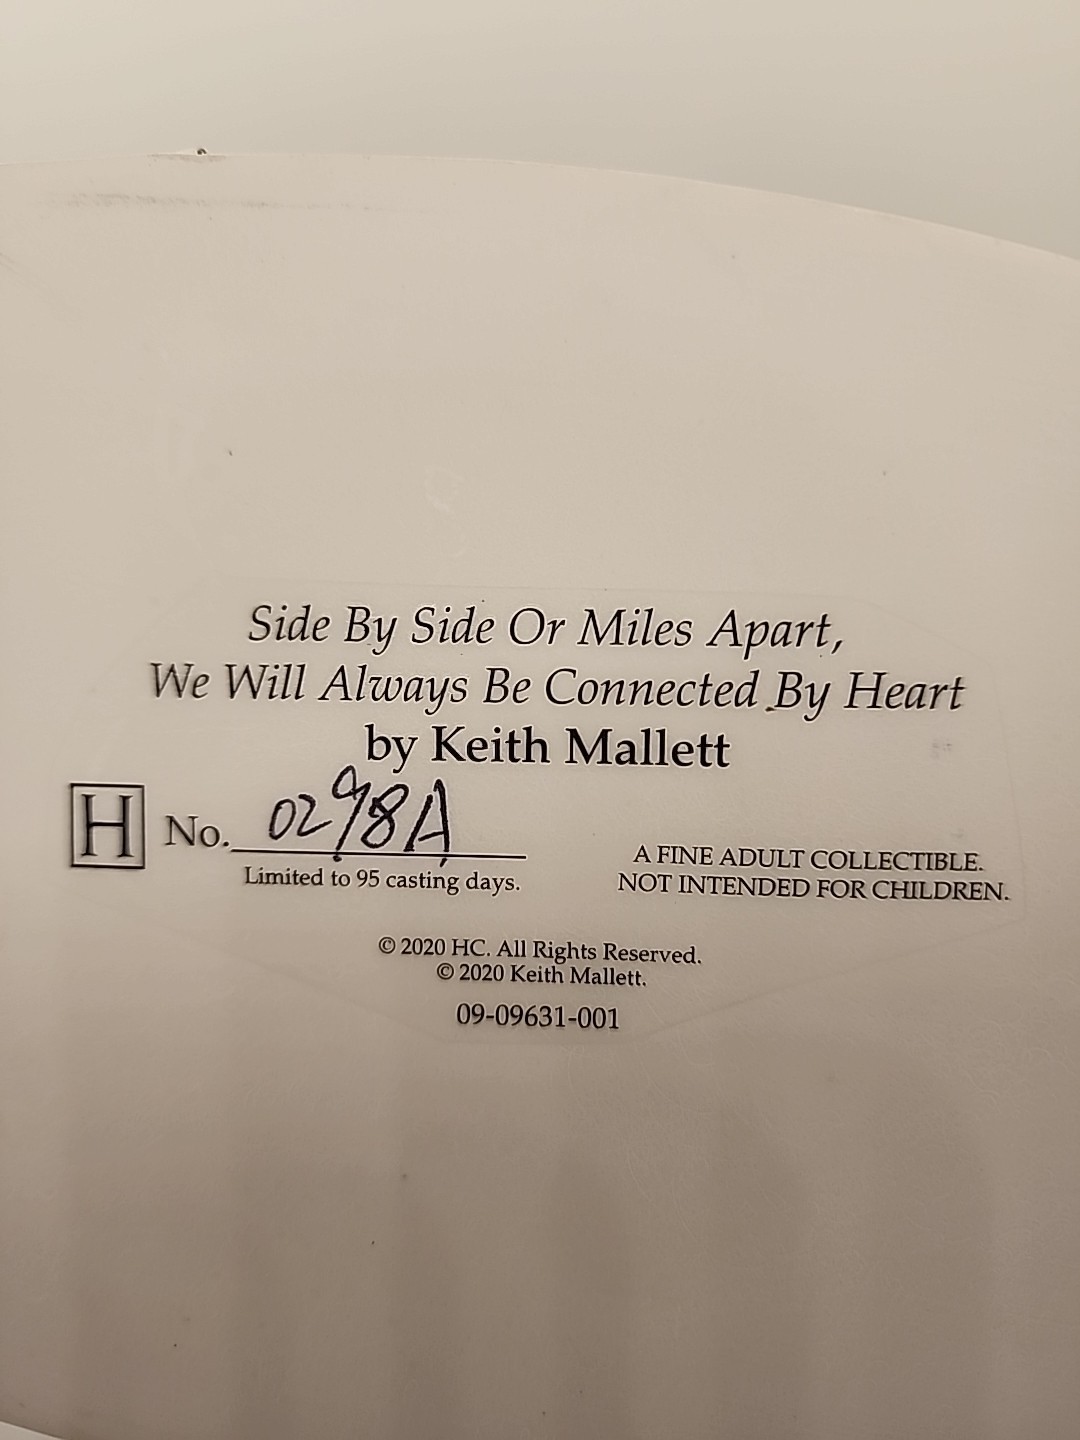 Side By Side Or Miles Apart,
We Will Always Be Connected By Heart
by Keith Mallett
H No. 0298A
Limited to 95 casting days.
A FINE ADULT COLLECTIBLE.
NOT INTENDED FOR CHILDREN.
© 2020 HC. All Rights Reserved.
© 2020 Keith Mallett.
09-09631-001